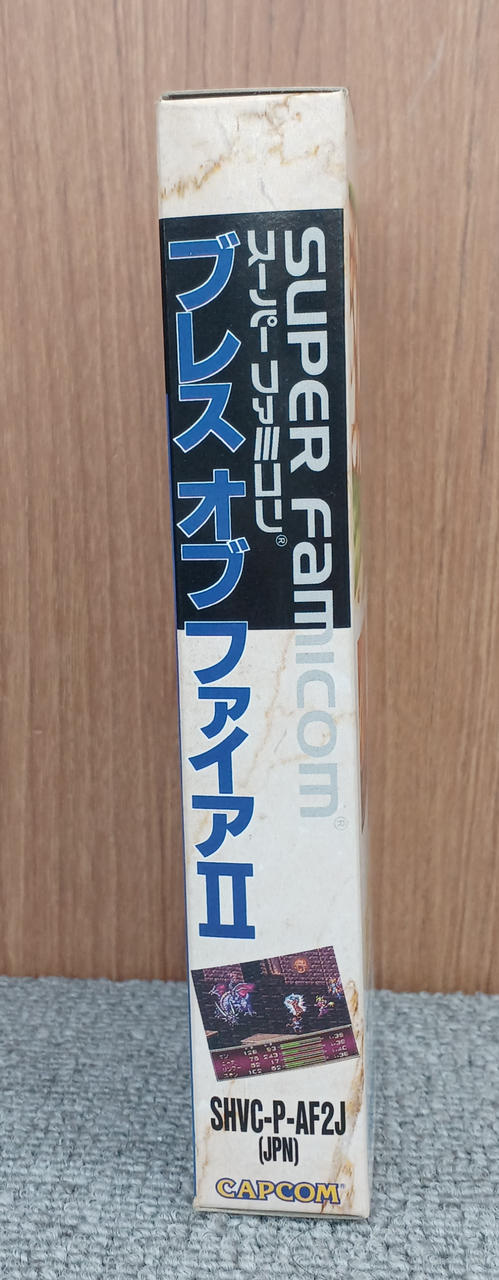 SUPER Famicom®
スーパーファミコン®
ブレス オブ ファイアII
SHVC-P-AF2J
(JPN)
CAPCOM®